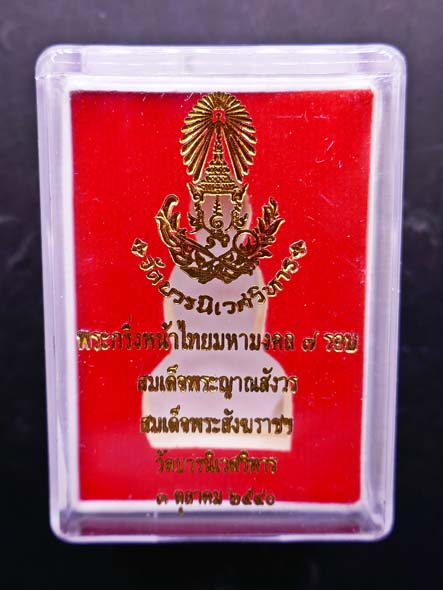 วัดบวรนิเวศวิหาร
พระกริ่งหน้าไทยมหามงคล ๗ รอบ
สมเด็จพระญาณสังวร
สมเด็จพระสังฆราชฯ
วัดบวรนิเวศวิหาร
๓ ตุลาคม ๒๕๔๐